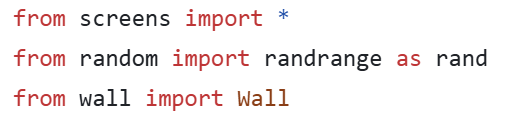 from screens import *
from random import randrange as rand
from wall import Wall